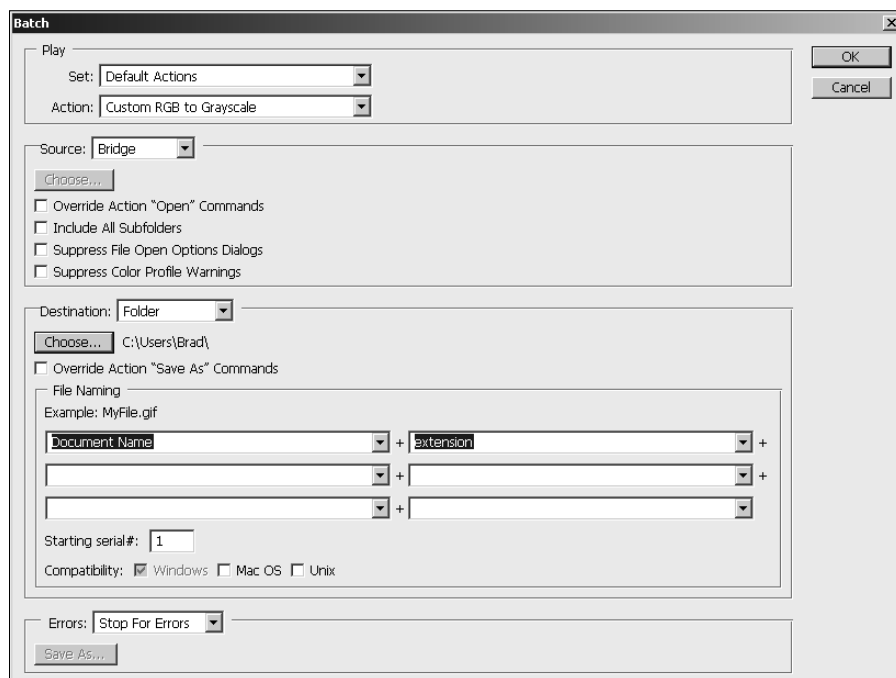 Batch
Play
Set: Default Actions
Action: Custom RGB to Grayscale
OK
Cancel
Source: Bridge
Choose...
Override Action “Open” Commands
Include All Subfolders
Suppress File Open Options Dialogs
Suppress Color Profile Warnings
Destination: Folder
Choose... C:\Users\Brad\
Override Action “Save As” Commands
File Naming
Example: MyFile.gif
Document Name + extension +
+ +
+
Starting serial#: 1
Compatibility: Windows Mac OS Unix
Errors: Stop For Errors
Save As...